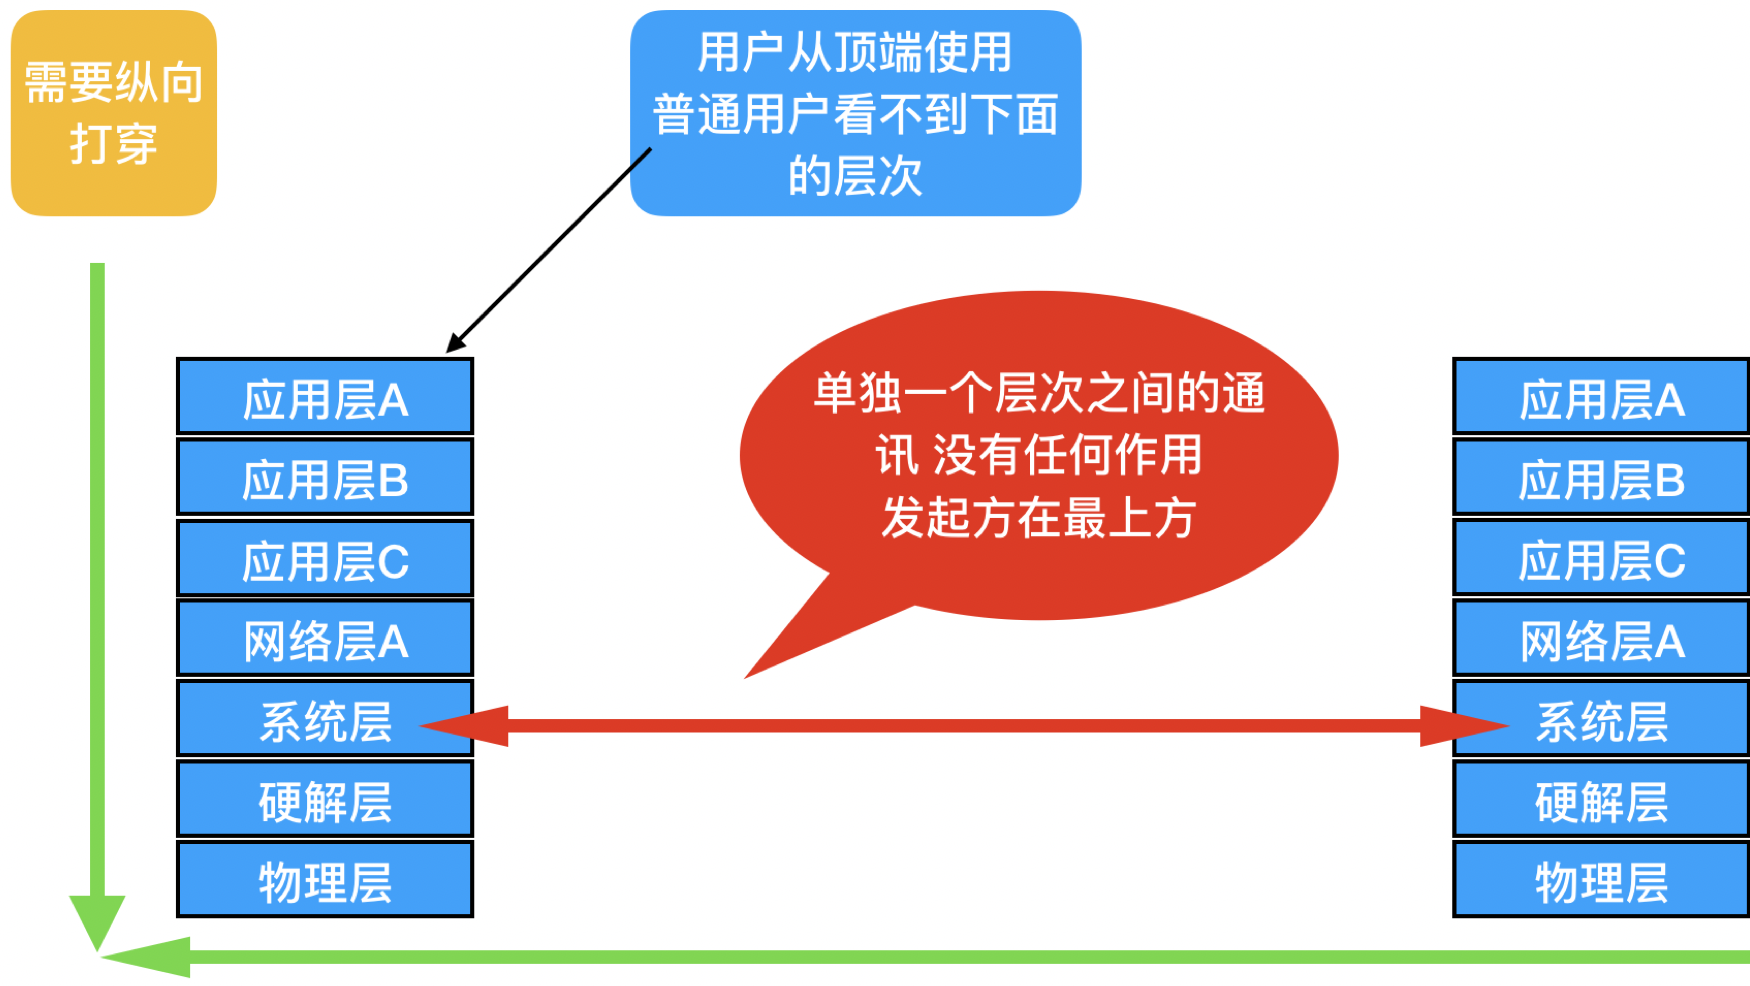 需要纵向
打穿
用户从顶端使用
普通用户看不到下面
的层次
单独一个层次之间的通
讯 没有任何作用
发起方在最上方
应用层A
应用层B
应用层C
网络层A
系统层
硬解层
物理层
应用层A
应用层B
应用层C
网络层A
系统层
硬解层
物理层